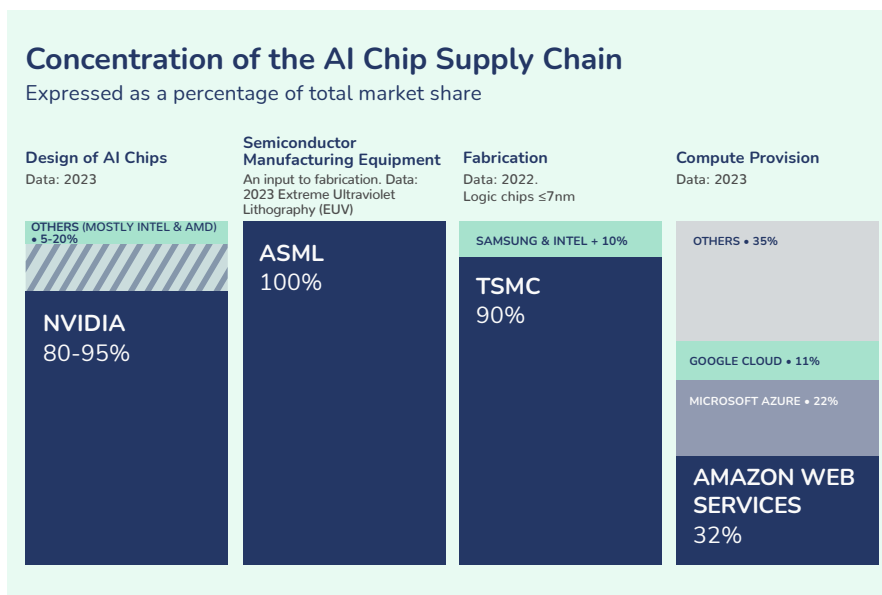 Concentration of the AI Chip Supply Chain
Expressed as a percentage of total market share
Design of AI Chips
Data: 2023
OTHERS (MOSTLY INTEL & AMD)
• 5-20%
NVIDIA
80-95%
Semiconductor
Manufacturing Equipment
An input to fabrication. Data:
2023 Extreme Ultraviolet
Lithography (EUV)
ASML
100%
Fabrication
Data: 2022.
Logic chips ≤7nm
SAMSUNG & INTEL + 10%
TSMC
90%
Compute Provision
Data: 2023
OTHERS • 35%
GOOGLE CLOUD • 11%
MICROSOFT AZURE • 22%
AMAZON WEB
SERVICES
32%